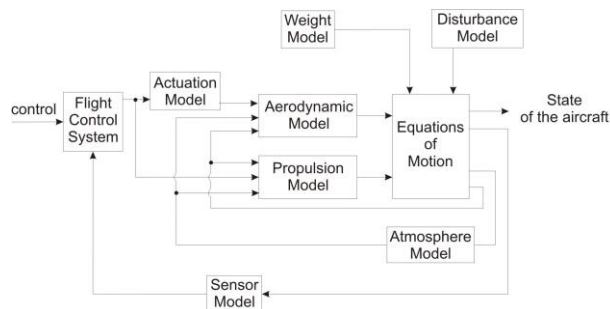 Weight
Model
Disturbance
Model
Actuation
Model
control
Flight
Control
System
Aerodynamic
Model
Equations
of
Motion
State
of the aircraft
Propulsion
Model
Atmosphere
Model
Sensor
Model